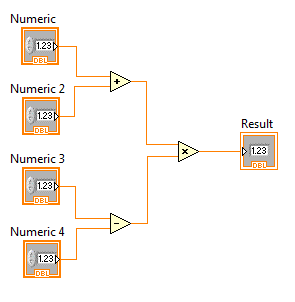 Numeric
1.23
DBL
+
Numeric 2
1.23
DBL
×
Result
1.23
DBL
Numeric 3
1.23
DBL
−
Numeric 4
1.23
DBL